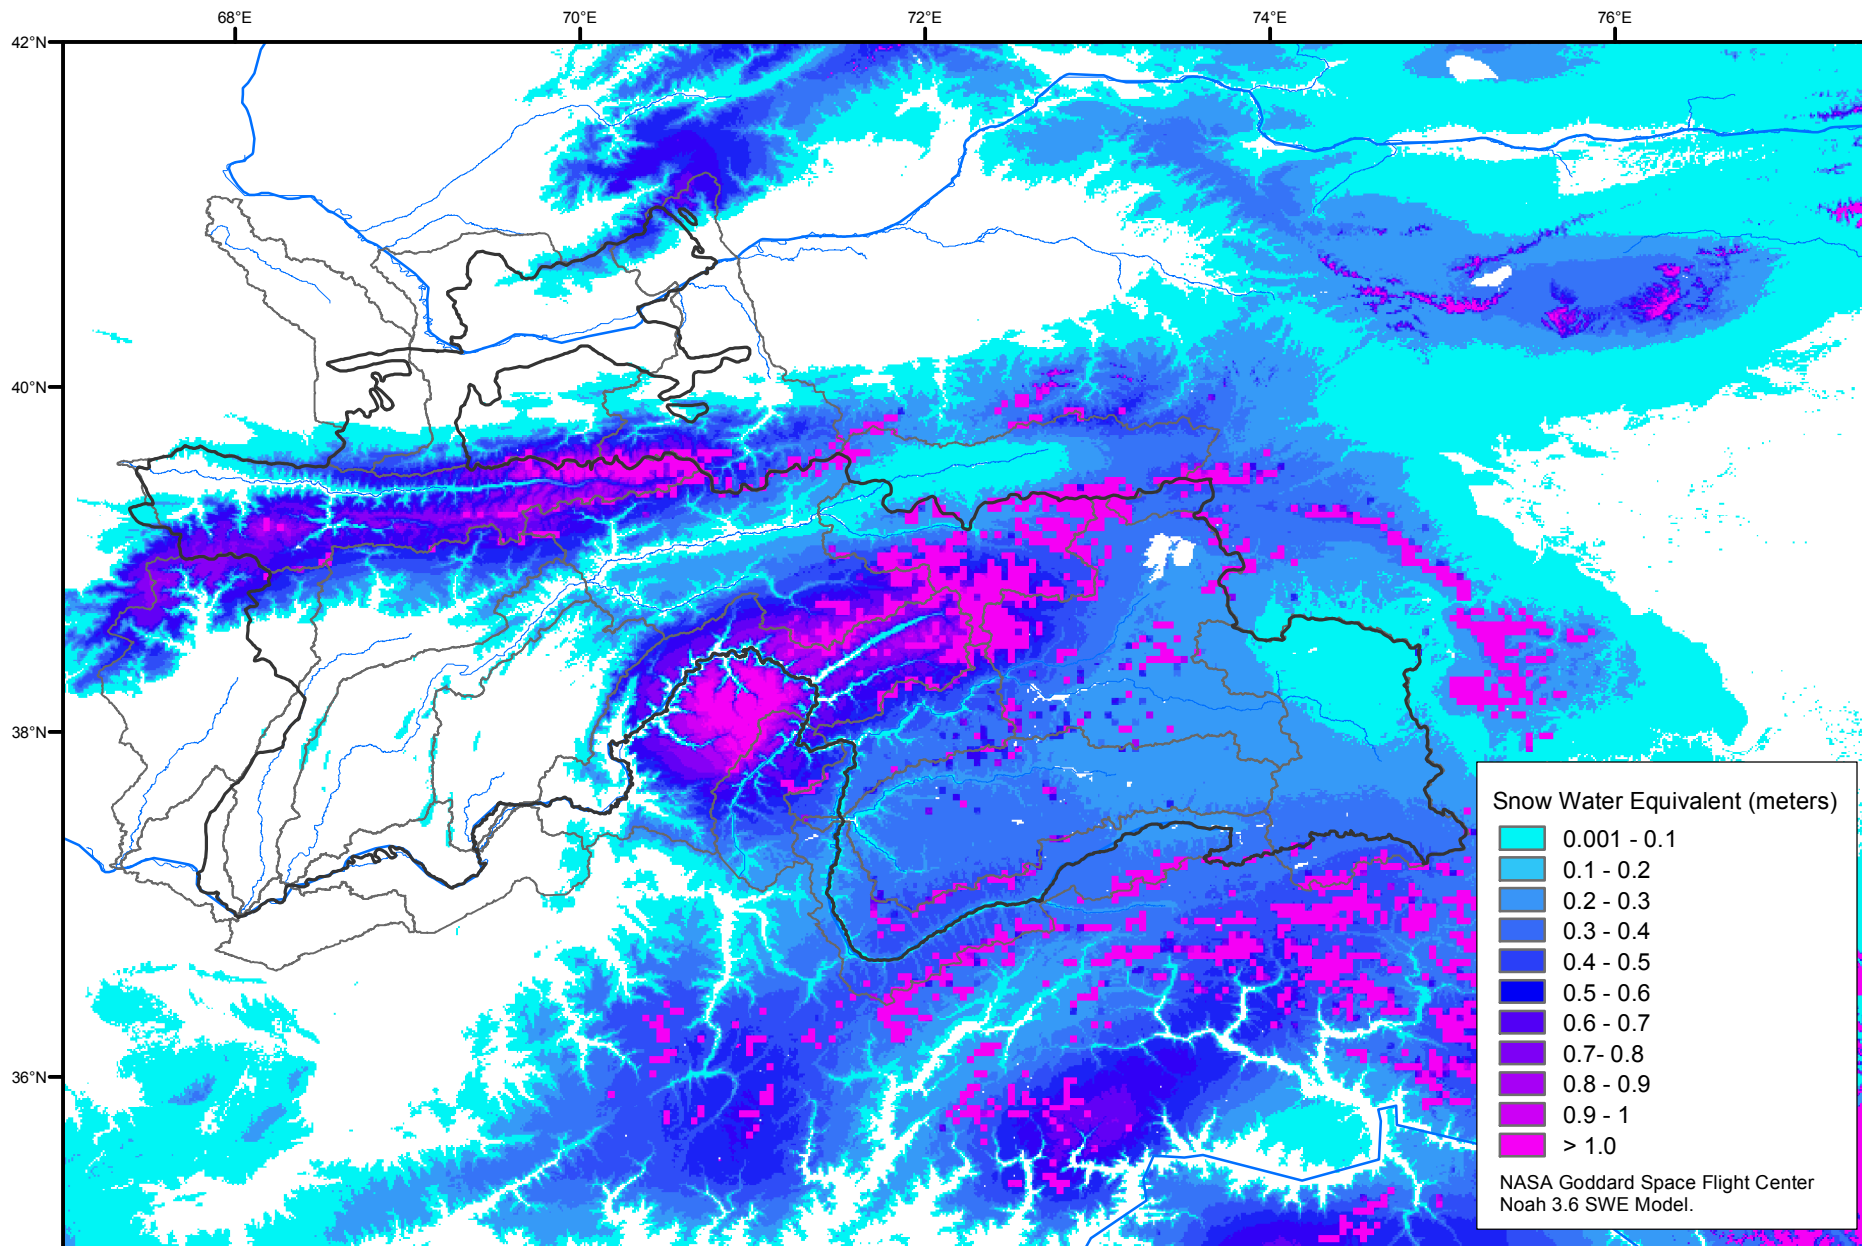 68°E 70°E 72°E 74°E 76°E
42°N
40°N
38°N
36°N
Snow Water Equivalent (meters)
0.001 - 0.1
0.1 - 0.2
0.2 - 0.3
0.3 - 0.4
0.4 - 0.5
0.5 - 0.6
0.6 - 0.7
0.7- 0.8
0.8 - 0.9
0.9 - 1
> 1.0
NASA Goddard Space Flight Center
Noah 3.6 SWE Model.